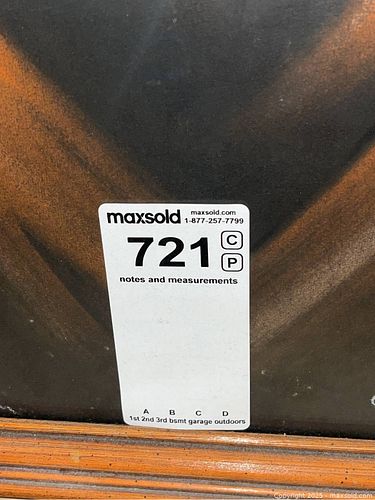 maxsold maxsold.com
1-877-257-7799
721 C
P
notes and measurements
A B C D
1st 2nd 3rd bsmt garage outdoors
Copyright 2025 - maxsold.com